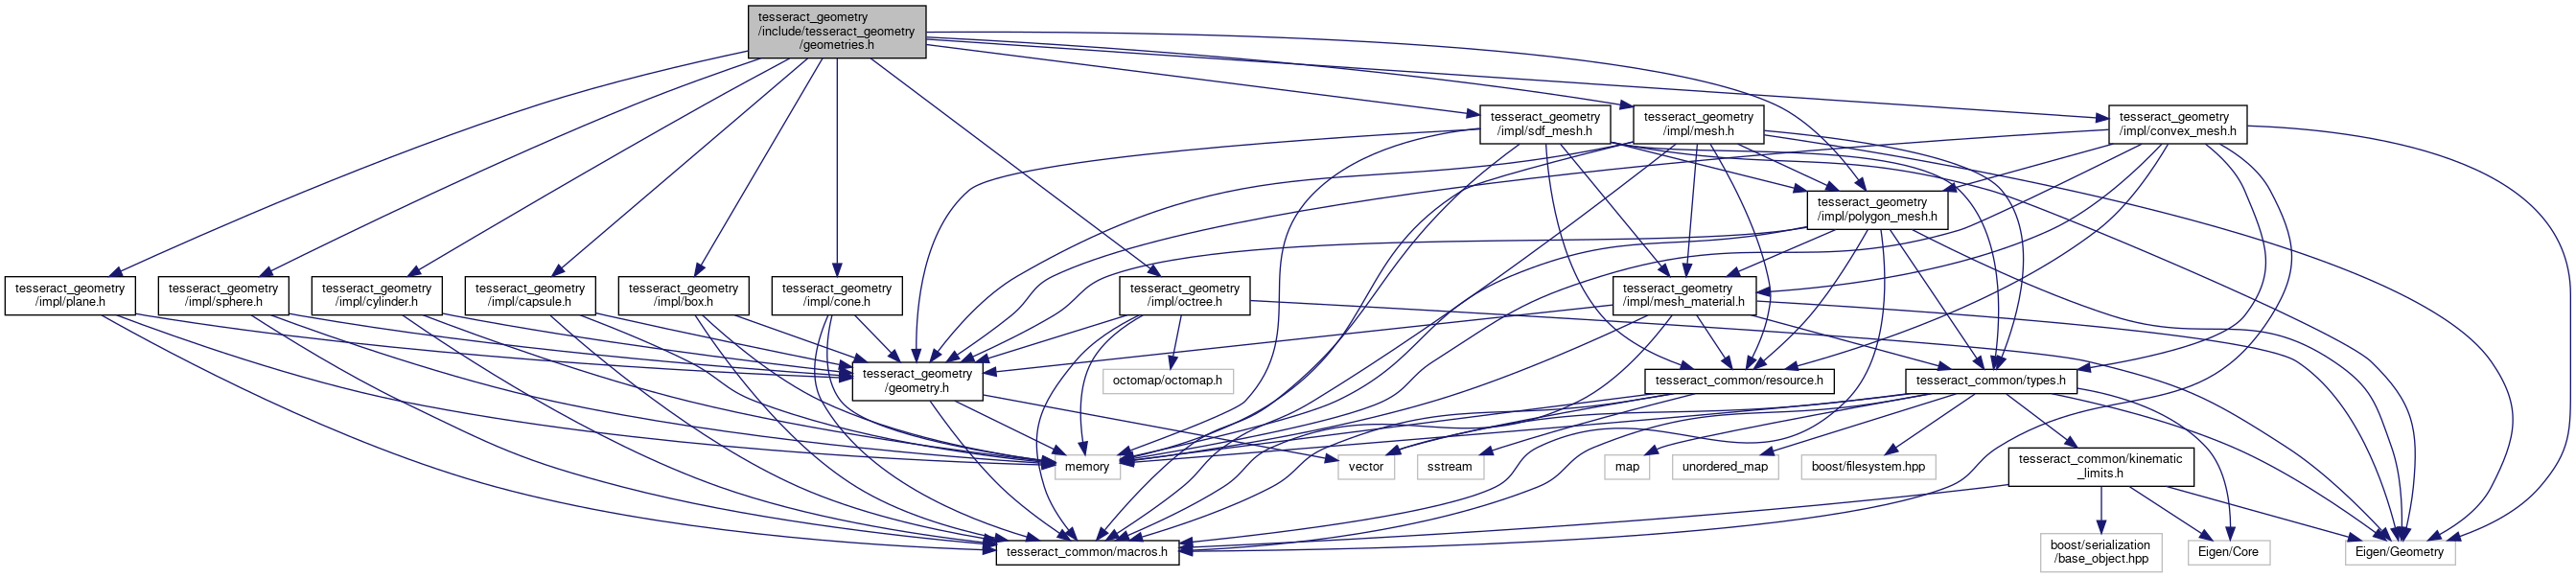 tesseract_geometry
/include/tesseract_geometry
/geometries.h
tesseract_geometry
/impl/sdf_mesh.h
tesseract_geometry
/impl/mesh.h
tesseract_geometry
/impl/convex_mesh.h
tesseract_geometry
/impl/polygon_mesh.h
tesseract_geometry
/impl/plane.h
tesseract_geometry
/impl/sphere.h
tesseract_geometry
/impl/cylinder.h
tesseract_geometry
/impl/capsule.h
tesseract_geometry
/impl/box.h
tesseract_geometry
/impl/cone.h
tesseract_geometry
/impl/octree.h
tesseract_geometry
/impl/mesh_material.h
tesseract_geometry
/geometry.h
octomap/octomap.h
tesseract_common/resource.h
tesseract_common/types.h
memory
vector
sstream
map
unordered_map
boost/filesystem.hpp
tesseract_common/kinematic
_limits.h
tesseract_common/macros.h
boost/serialization
/base_object.hpp
Eigen/Core
Eigen/Geometry